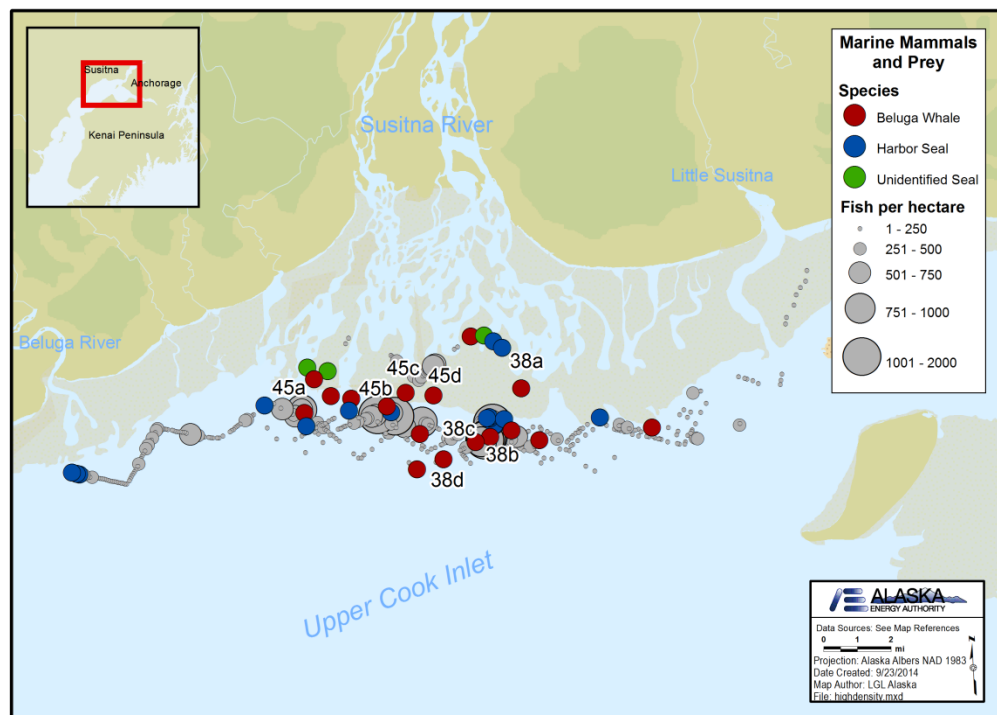 Susitna
Anchorage
Kenai Peninsula
Susitna River
Little Susitna
Beluga River
Upper Cook Inlet
38a
45c
45d
45a
45b
38c
38b
38d
Marine Mammals
and Prey
Species
Beluga Whale
Harbor Seal
Unidentified Seal
Fish per hectare
1 - 250
251 - 500
501 - 750
751 - 1000
1001 - 2000
ALASKA
ENERGY AUTHORITY
Data Sources: See Map References
0 1 2
mi
N
Projection: Alaska Albers NAD 1983
Date Created: 9/23/2014
Map Author: LGL Alaska
File: highdensity.mxd